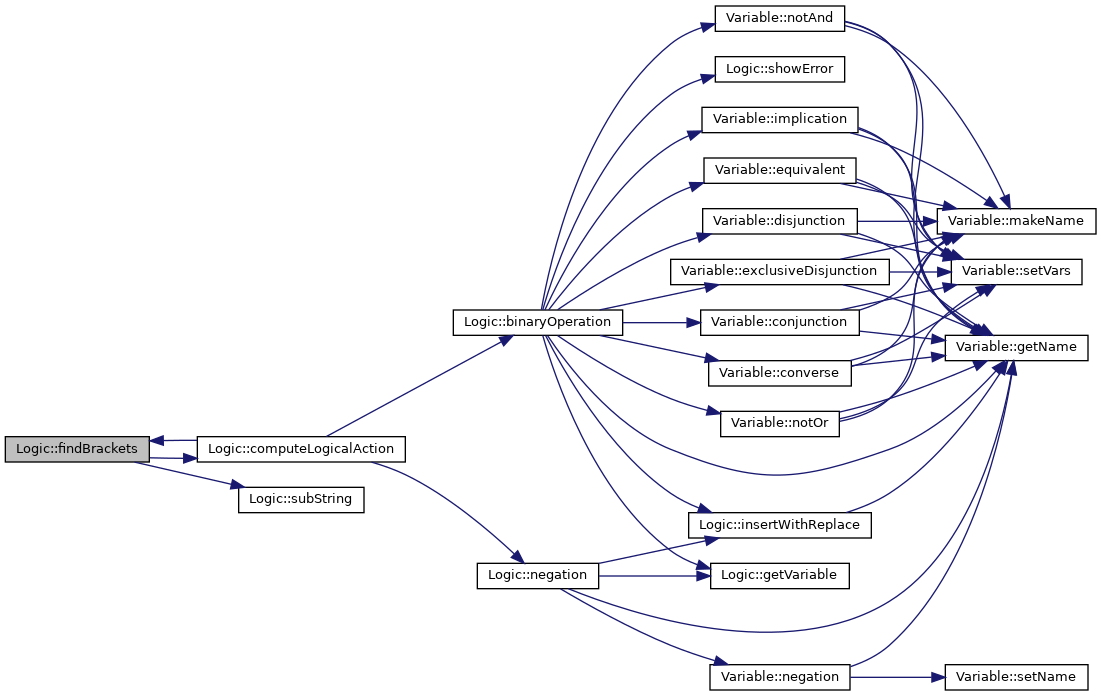 Variable::notAnd
Logic::showError
Variable::implication
Variable::equivalent
Variable::makeName
Variable::disjunction
Variable::setVars
Variable::exclusiveDisjunction
Logic::binaryOperation
Variable::conjunction
Variable::getName
Variable::converse
Variable::notOr
Logic::findBrackets
Logic::computeLogicalAction
Logic::subString
Logic::insertWithReplace
Logic::negation
Logic::getVariable
Variable::negation
Variable::setName